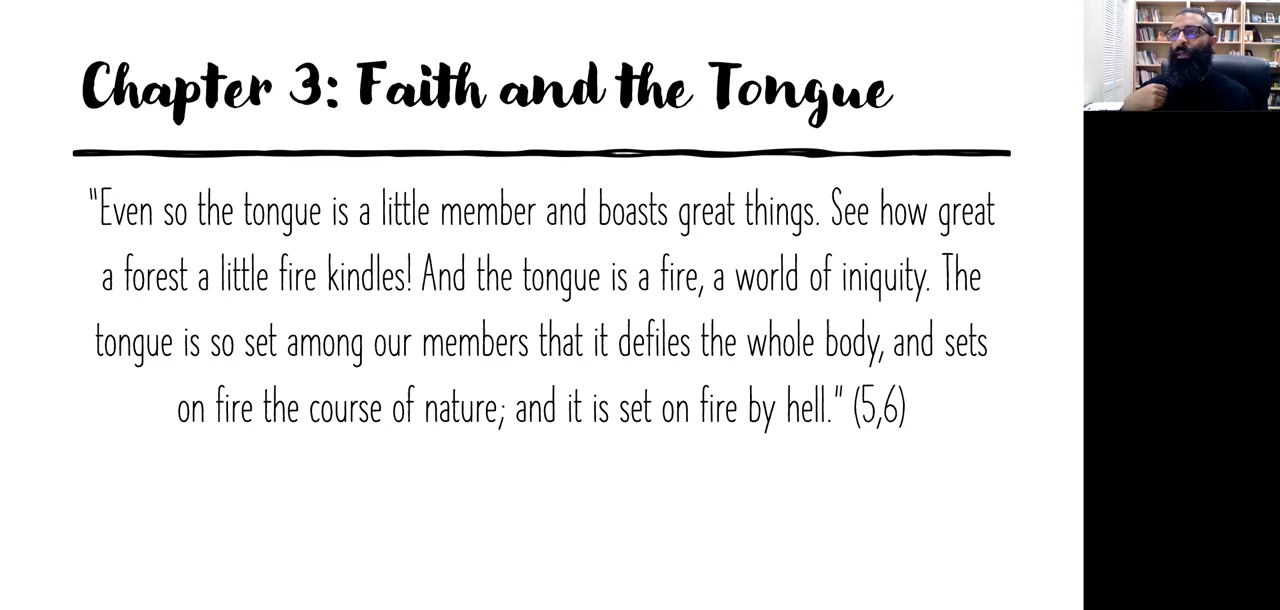 Chapter 3: Faith and the Tongue
"Even so the tongue is a little member and boasts great things. See how great
a forest a little fire kindles! And the tongue is a fire, a world of iniquity. The
tongue is so set among our members that it defiles the whole body, and sets
on fire the course of nature; and it is set on fire by hell." (5,6)